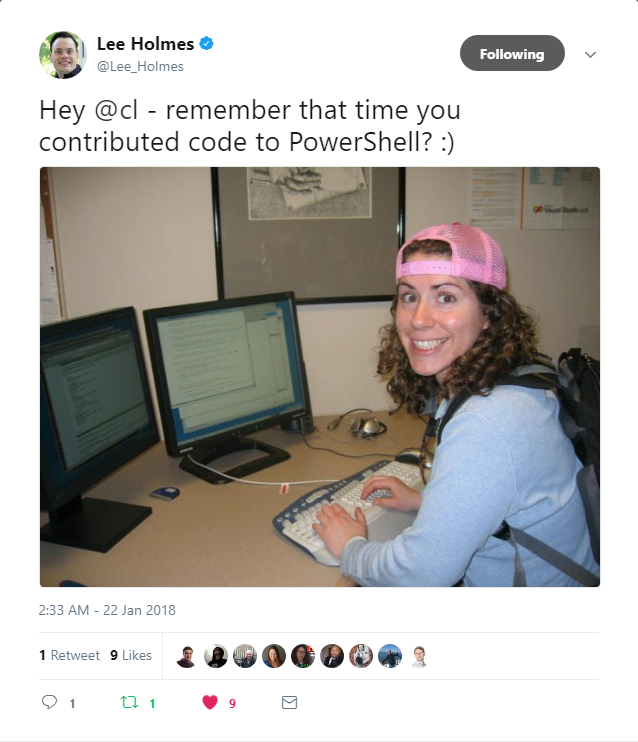 Lee Holmes
@Lee_Holmes
Following
Hey @cl - remember that time you
contributed code to PowerShell? :)
Visual Studio.net
2:33 AM - 22 Jan 2018
1 Retweet 9 Likes
1 1 9